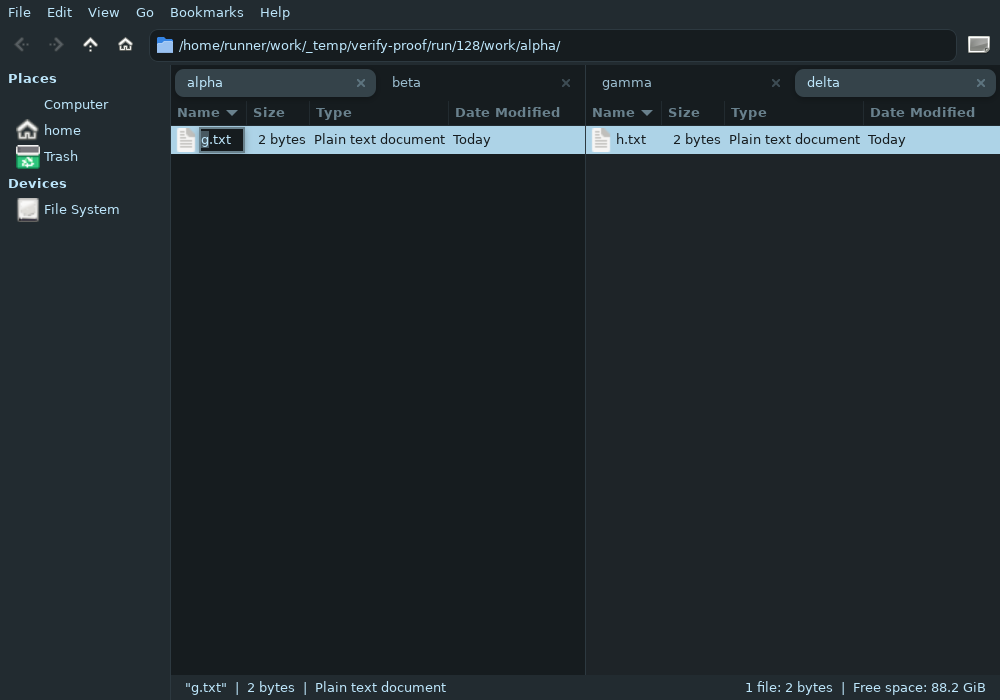 File Edit View Go Bookmarks Help
/home/runner/work/_temp/verify-proof/run/128/work/alpha/
Places
Computer
home
Trash
Devices
File System
alpha beta gamma delta
Name Size Type Date Modified Name Size Type Date Modified
g.txt 2 bytes Plain text document Today h.txt 2 bytes Plain text document Today
"g.txt" | 2 bytes | Plain text document 1 file: 2 bytes | Free space: 88.2 GiB